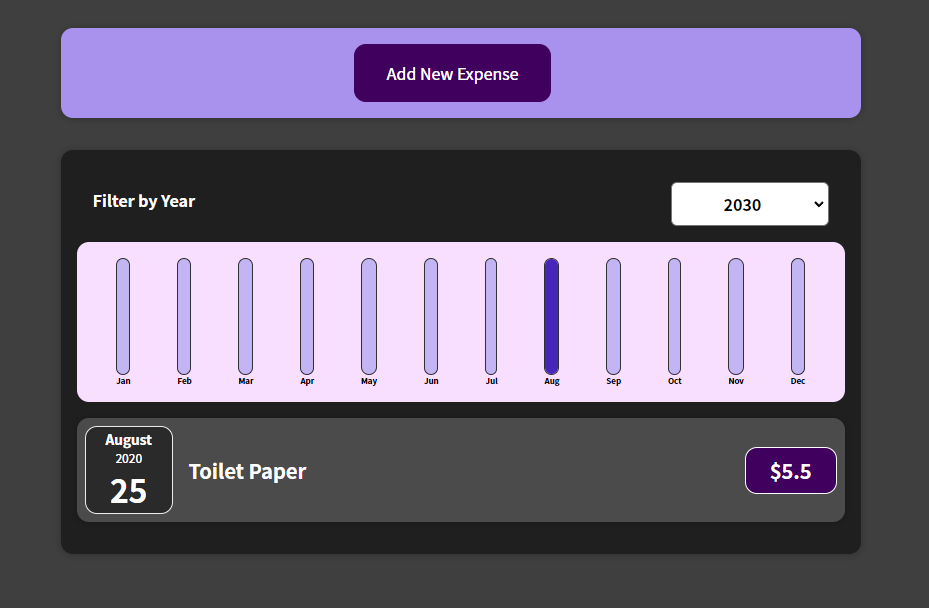 Add New Expense
Filter by Year
2030
Jan Feb Mar Apr May Jun Jul Aug Sep Oct Nov Dec
August
2020
25
Toilet Paper
$5.5